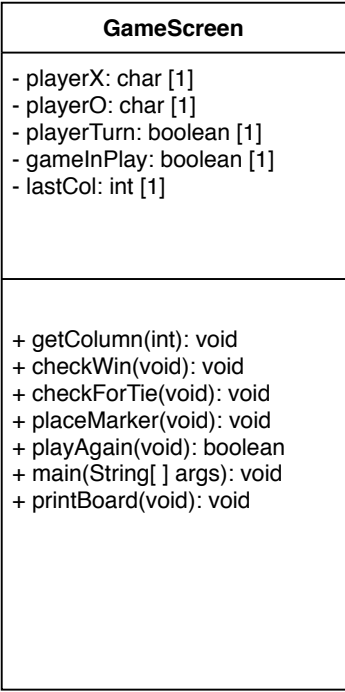 GameScreen
- playerX: char [1]
- playerO: char [1]
- playerTurn: boolean [1]
- gameInPlay: boolean [1]
- lastCol: int [1]
+ getColumn(int): void
+ checkWin(void): void
+ checkForTie(void): void
+ placeMarker(void): void
+ playAgain(void): boolean
+ main(String[ ] args): void
+ printBoard(void): void